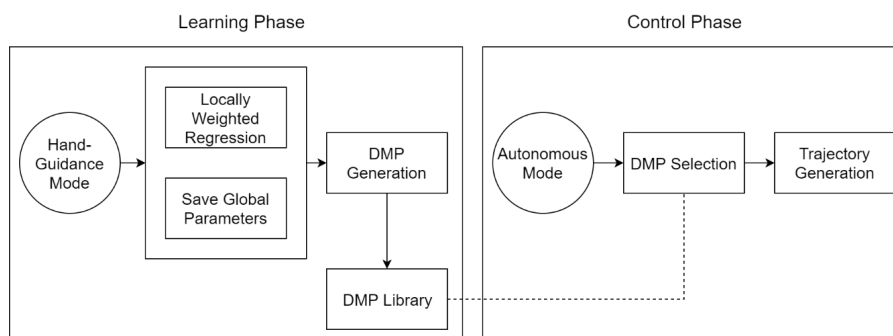 Learning Phase
Control Phase
Hand-
Guidance
Mode
Locally
Weighted
Regression
Save Global
Parameters
DMP
Generation
DMP Library
Autonomous
Mode
DMP Selection
Trajectory
Generation